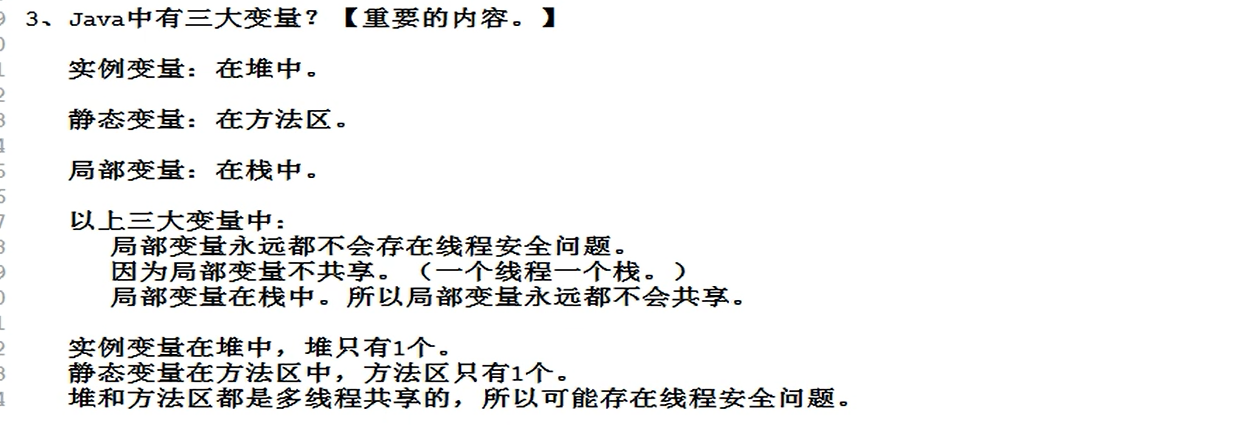 3、Java中有三大变量？【重要的内容。】
实例变量：在堆中。
静态变量：在方法区。
局部变量：在栈中。
以上三大变量中：
局部变量永远都不会存在线程安全问题。
因为局部变量不共享。（一个线程一个栈。）
局部变量在栈中。所以局部变量永远都不会共享。
实例变量在堆中，堆只有1个。
静态变量在方法区中，方法区只有1个。
堆和方法区都是多线程共享的，所以可能存在线程安全问题。